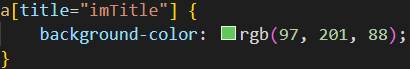 a[title="imTitle"] {
    background-color: rgb(97, 201, 88);
}